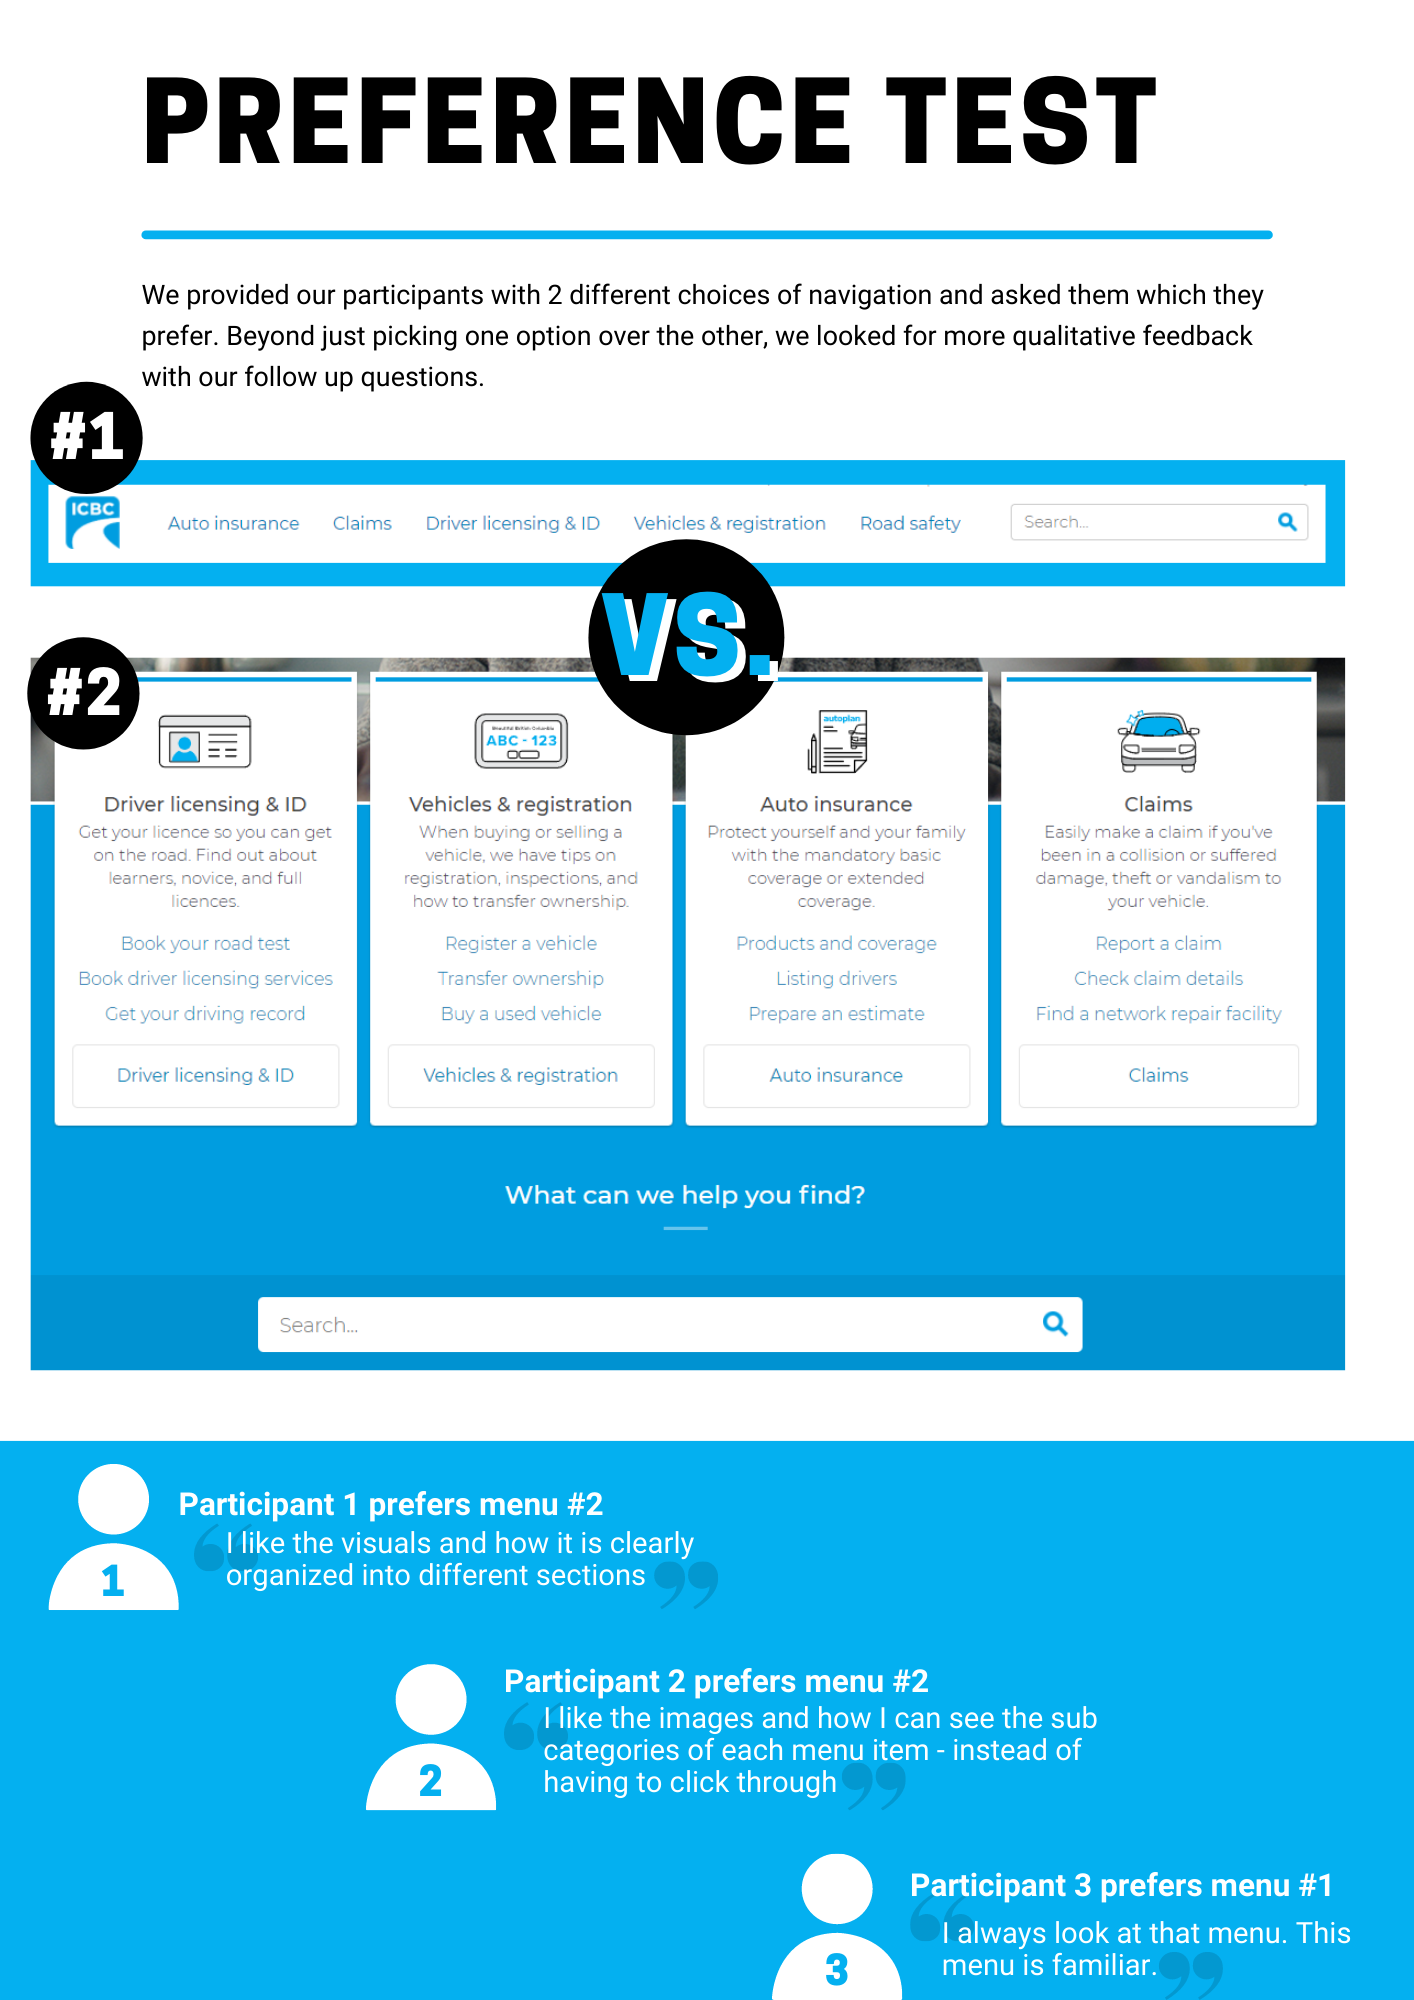 PREFERENCE TEST
We provided our participants with 2 different choices of navigation and asked them which they
prefer. Beyond just picking one option over the other, we looked for more qualitative feedback
with our follow up questions.
#1
ICBC
Auto insurance Claims Driver licensing & ID Vehicles & registration Road safety Search...
VS.
#2
Driver licensing & ID
Get your licence so you can get
on the road. Find out about
learners, novice, and full
licences.
Book your road test
Book driver licensing services
Get your driving record
Driver licensing & ID
Beautiful British Columbia
ABC - 123
Vehicles & registration
When buying or selling a
vehicle, we have tips on
registration, inspections, and
how to transfer ownership.
Register a vehicle
Transfer ownership
Buy a used vehicle
Vehicles & registration
autoplan
Auto insurance
Protect yourself and your family
with the mandatory basic
coverage or extended
coverage.
Products and coverage
Listing drivers
Prepare an estimate
Auto insurance
Claims
Easily make a claim if you've
been in a collision or suffered
damage, theft or vandalism to
your vehicle.
Report a claim
Check claim details
Find a network repair facility
Claims
What can we help you find?
Search...
1
Participant 1 prefers menu #2
“I like the visuals and how it is clearly
organized into different sections”
2
Participant 2 prefers menu #2
“I like the images and how I can see the sub
categories of each menu item - instead of
having to click through”
3
Participant 3 prefers menu #1
“I always look at that menu. This
menu is familiar.”